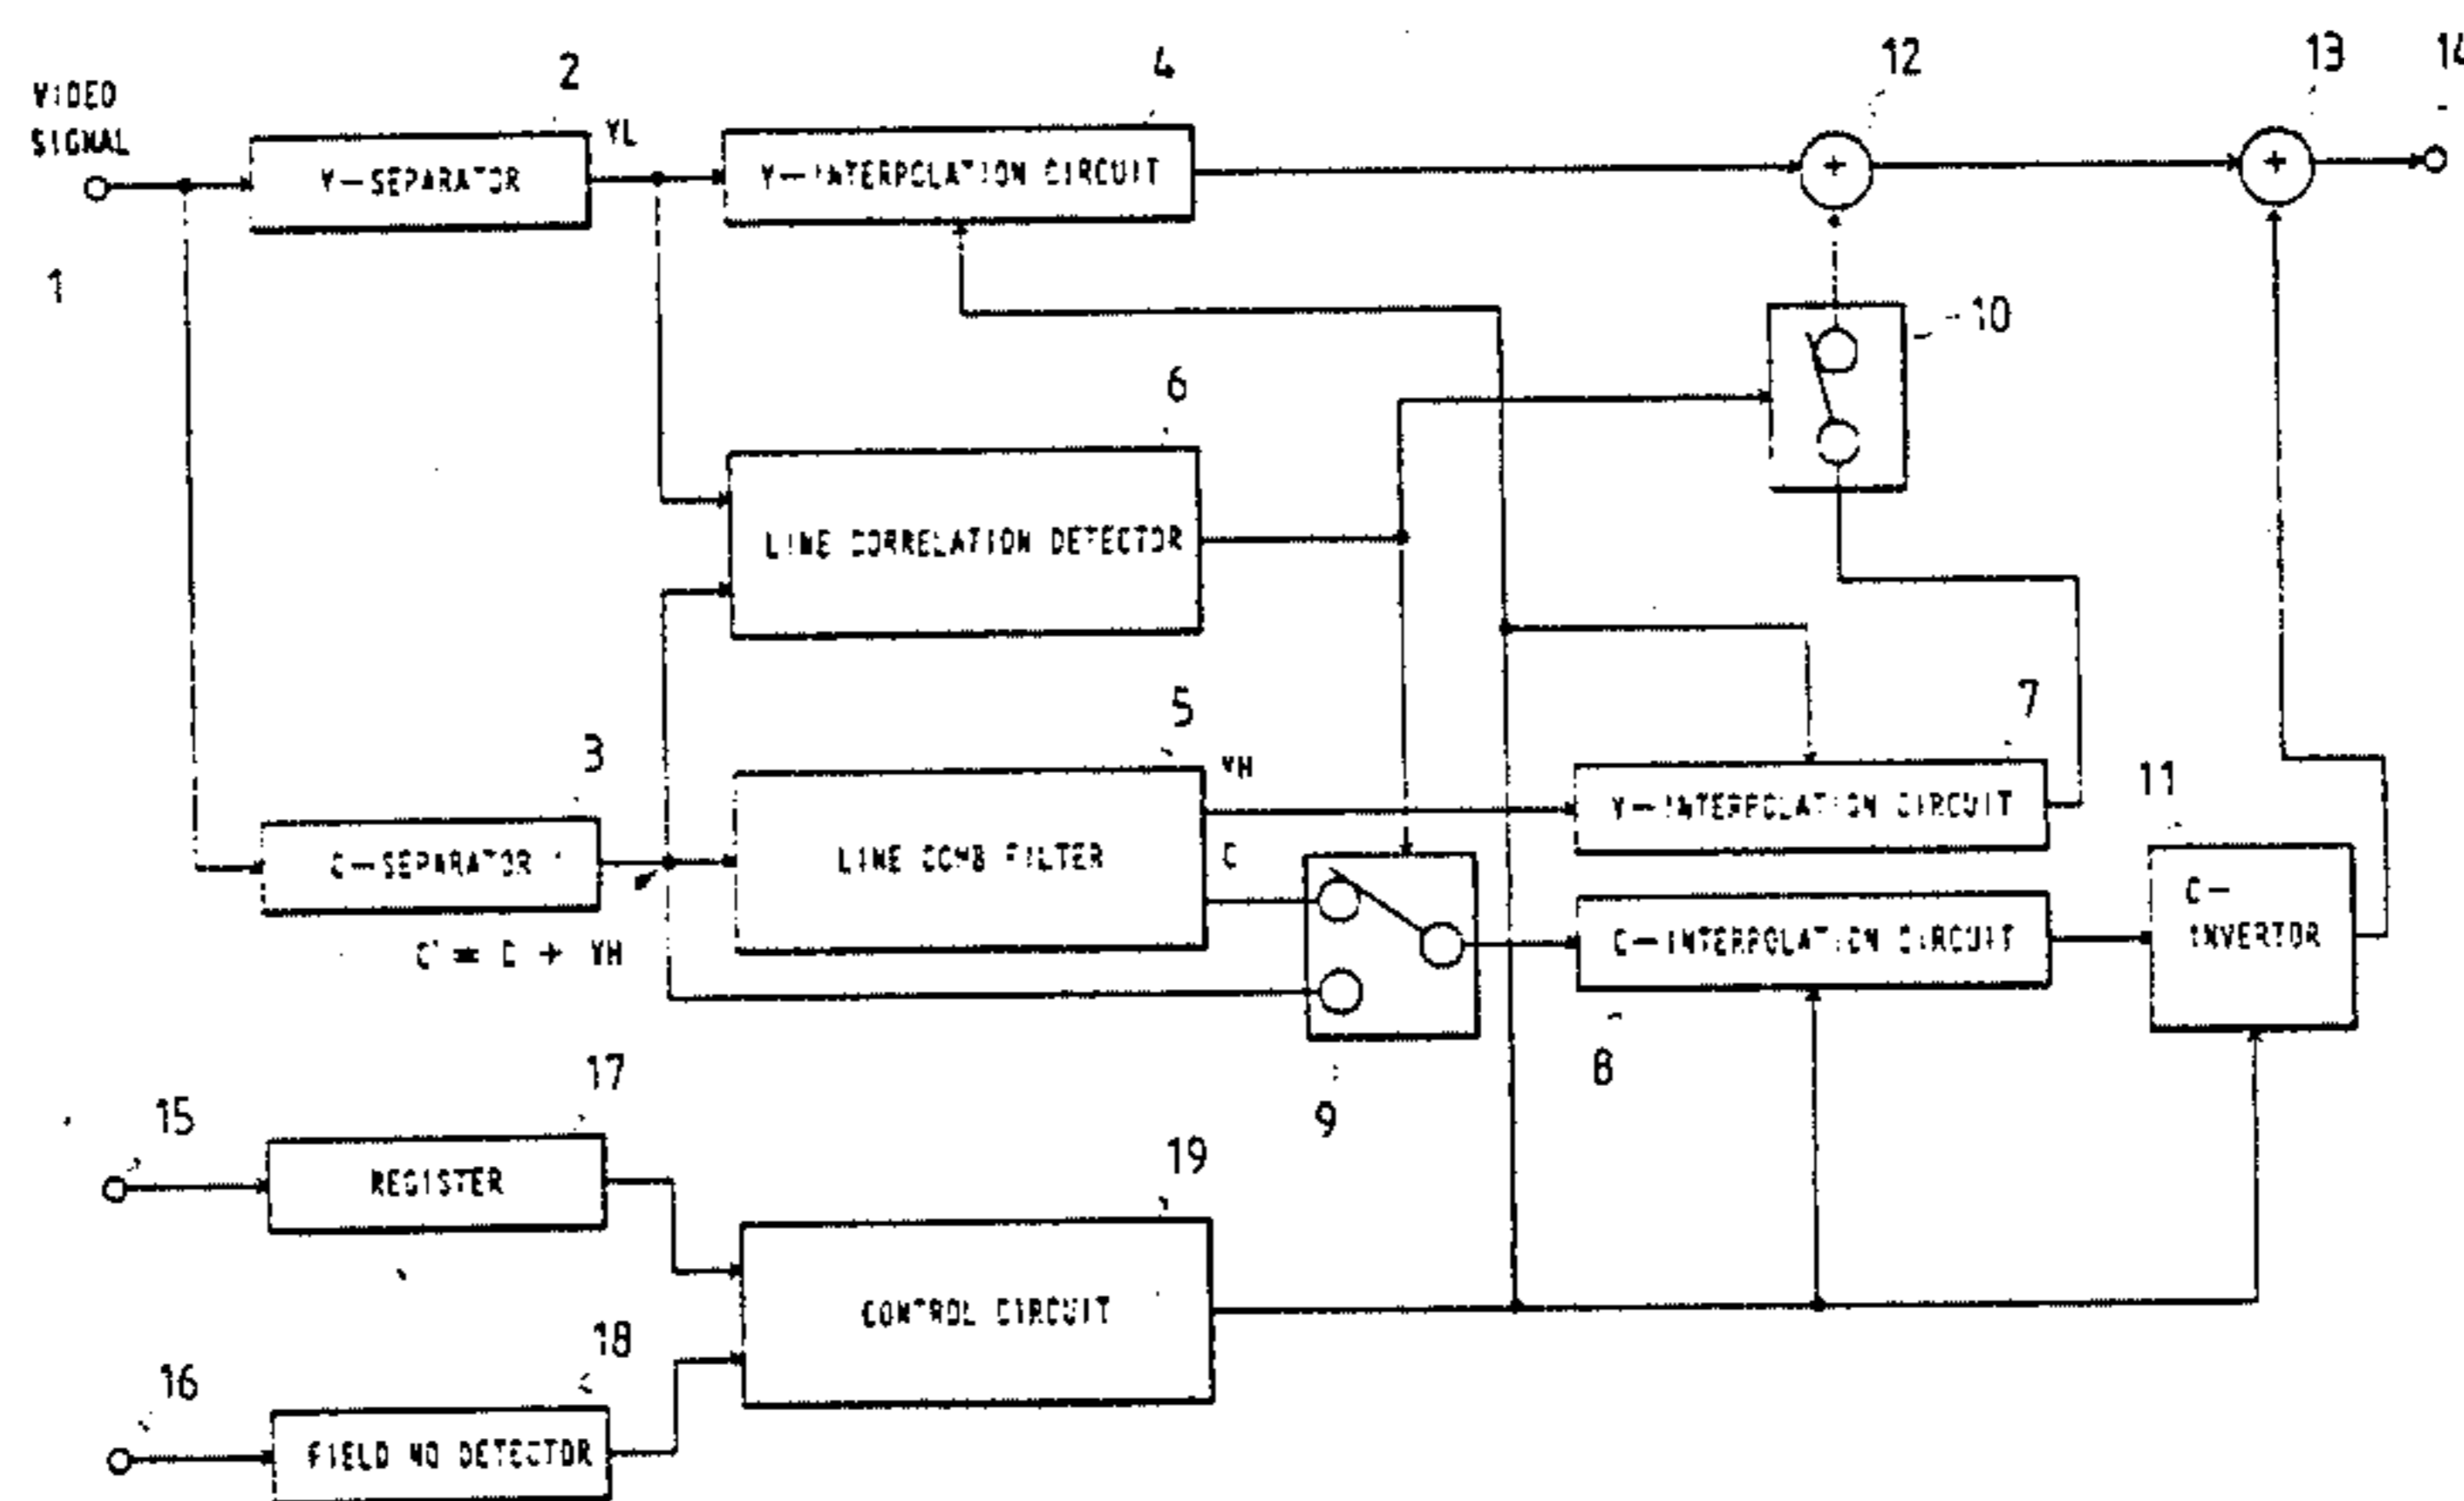 VIDEO
SIGNAL
1
2
Y-SEPARATOR
YL
4
Y-INTERPOLATION CIRCUIT
12
+
13
+
14
10
6
LINE CORRELATION DETECTOR
3
C-SEPARATOR
C' = C + YH
5
LINE COMB FILTER
YH
C
7
Y-INTERPOLATION CIRCUIT
9
8
C-INTERPOLATION CIRCUIT
11
C-
INVERTOR
15
17
REGISTER
16
18
FIELD NO DETECTOR
19
CONTROL CIRCUIT